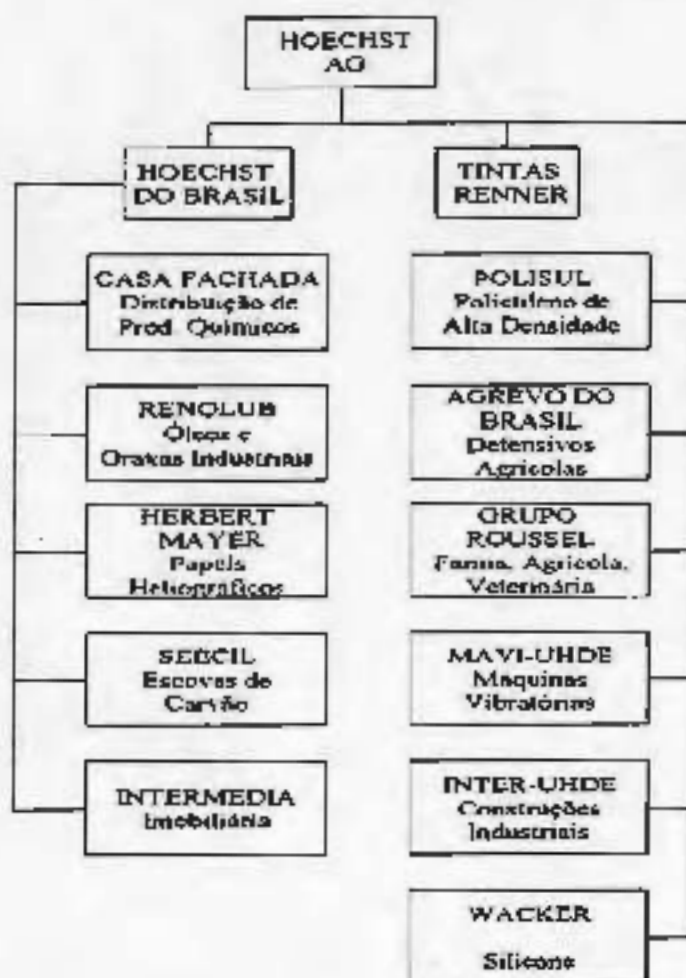 HOECHST
AG
HOECHST
DO BRASIL
TINTAS
RENNER
CASA FACHADA
Distribuição de
Prod. Químicos
RENOLUB
Óleos e
Graxas Industriais
HERBERT
MAYER
Papeis
Heliográficos
SEECIL
Escovas de
Carvão
INTERMEDIA
Imobiliária
POLISUL
Polietileno de
Alta Densidade
AGREVO DO
BRASIL
Defensivos
Agrícolas
GRUPO
ROUSSEL
Farma, Agrícola,
Veterinária
MAVI-UHDE
Maquinas
Vibratórias
INTER-UHDE
Construções
Industriais
WACKER
Silicone